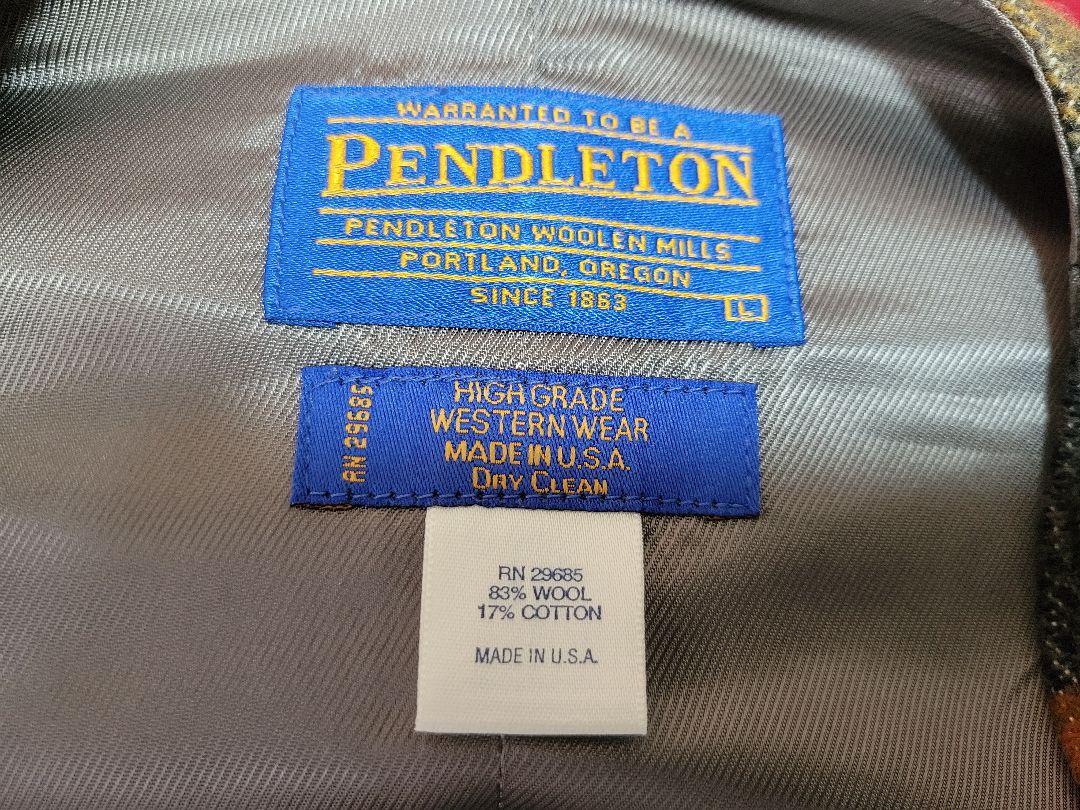 WARRANTED TO BE A
PENDLETON
PENDLETON WOOLEN MILLS
PORTLAND, OREGON
SINCE 1863
L
RN 29685
HIGH GRADE
WESTERN WEAR
MADE IN U.S.A.
DRY CLEAN
RN 29685
83% WOOL
17% COTTON
MADE IN U.S.A.